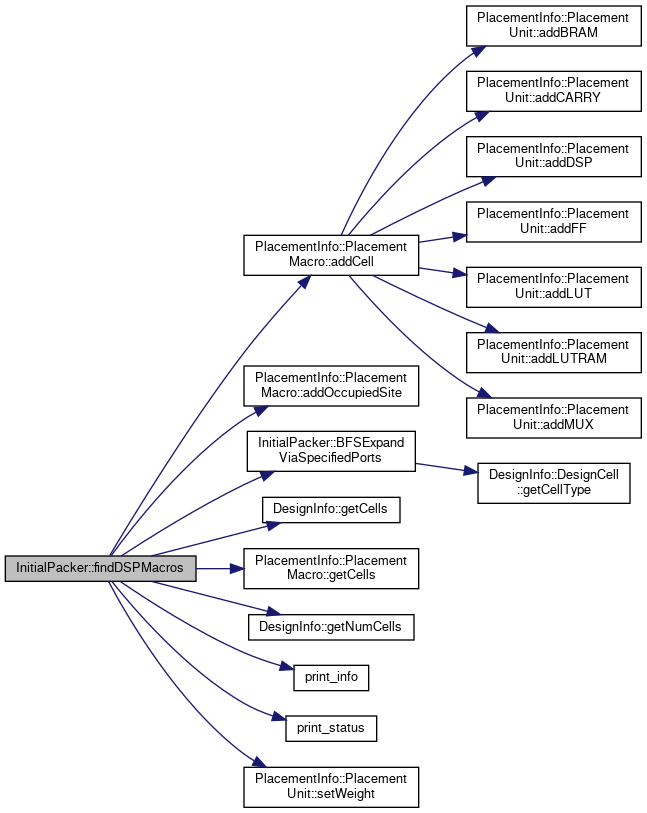 InitialPacker::findDSPMacros
PlacementInfo::Placement
Macro::addCell
PlacementInfo::Placement
Unit::addBRAM
PlacementInfo::Placement
Unit::addCARRY
PlacementInfo::Placement
Unit::addDSP
PlacementInfo::Placement
Unit::addFF
PlacementInfo::Placement
Unit::addLUT
PlacementInfo::Placement
Unit::addLUTRAM
PlacementInfo::Placement
Unit::addMUX
PlacementInfo::Placement
Macro::addOccupiedSite
InitialPacker::BFSExpand
ViaSpecifiedPorts
DesignInfo::DesignCell
::getCellType
DesignInfo::getCells
PlacementInfo::Placement
Macro::getCells
DesignInfo::getNumCells
print_info
print_status
PlacementInfo::Placement
Unit::setWeight